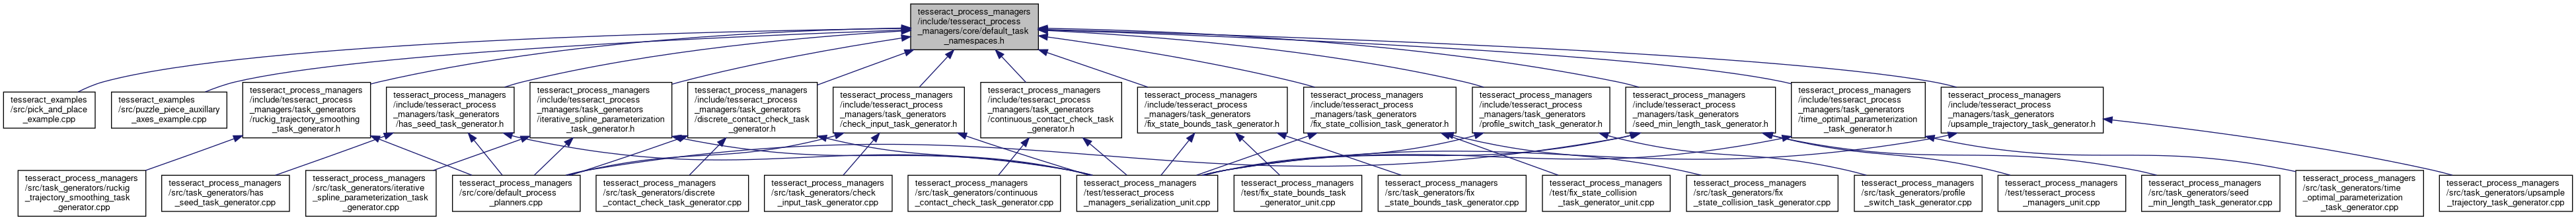 tesseract_process_managers
/include/tesseract_process
_managers/core/default_task
_namespaces.h
tesseract_examples
/src/pick_and_place
_example.cpp
tesseract_examples
/src/puzzle_piece_auxillary
_axes_example.cpp
tesseract_process_managers
/include/tesseract_process
_managers/task_generators
/ruckig_trajectory_smoothing
_task_generator.h
tesseract_process_managers
/include/tesseract_process
_managers/task_generators
/has_seed_task_generator.h
tesseract_process_managers
/include/tesseract_process
_managers/task_generators
/iterative_spline_parameterization
_task_generator.h
tesseract_process_managers
/include/tesseract_process
_managers/task_generators
/discrete_contact_check_task
_generator.h
tesseract_process_managers
/include/tesseract_process
_managers/task_generators
/check_input_task_generator.h
tesseract_process_managers
/include/tesseract_process
_managers/task_generators
/continuous_contact_check_task
_generator.h
tesseract_process_managers
/include/tesseract_process
_managers/task_generators
/fix_state_bounds_task_generator.h
tesseract_process_managers
/include/tesseract_process
_managers/task_generators
/fix_state_collision_task_generator.h
tesseract_process_managers
/include/tesseract_process
_managers/task_generators
/profile_switch_task_generator.h
tesseract_process_managers
/include/tesseract_process
_managers/task_generators
/seed_min_length_task_generator.h
tesseract_process_managers
/include/tesseract_process
_managers/task_generators
/time_optimal_parameterization
_task_generator.h
tesseract_process_managers
/include/tesseract_process
_managers/task_generators
/upsample_trajectory_task_generator.h
tesseract_process_managers
/src/task_generators/ruckig
_trajectory_smoothing_task
_generator.cpp
tesseract_process_managers
/src/task_generators/has
_seed_task_generator.cpp
tesseract_process_managers
/src/task_generators/iterative
_spline_parameterization_task
_generator.cpp
tesseract_process_managers
/src/core/default_process
_planners.cpp
tesseract_process_managers
/src/task_generators/discrete
_contact_check_task_generator.cpp
tesseract_process_managers
/src/task_generators/check
_input_task_generator.cpp
tesseract_process_managers
/src/task_generators/continuous
_contact_check_task_generator.cpp
tesseract_process_managers
/test/tesseract_process
_managers_serialization_unit.cpp
tesseract_process_managers
/test/fix_state_bounds_task
_generator_unit.cpp
tesseract_process_managers
/src/task_generators/fix
_state_bounds_task_generator.cpp
tesseract_process_managers
/test/fix_state_collision
_task_generator_unit.cpp
tesseract_process_managers
/src/task_generators/fix
_state_collision_task_generator.cpp
tesseract_process_managers
/src/task_generators/profile
_switch_task_generator.cpp
tesseract_process_managers
/test/tesseract_process
_managers_unit.cpp
tesseract_process_managers
/src/task_generators/seed
_min_length_task_generator.cpp
tesseract_process_managers
/src/task_generators/time
_optimal_parameterization
_task_generator.cpp
tesseract_process_managers
/src/task_generators/upsample
_trajectory_task_generator.cpp